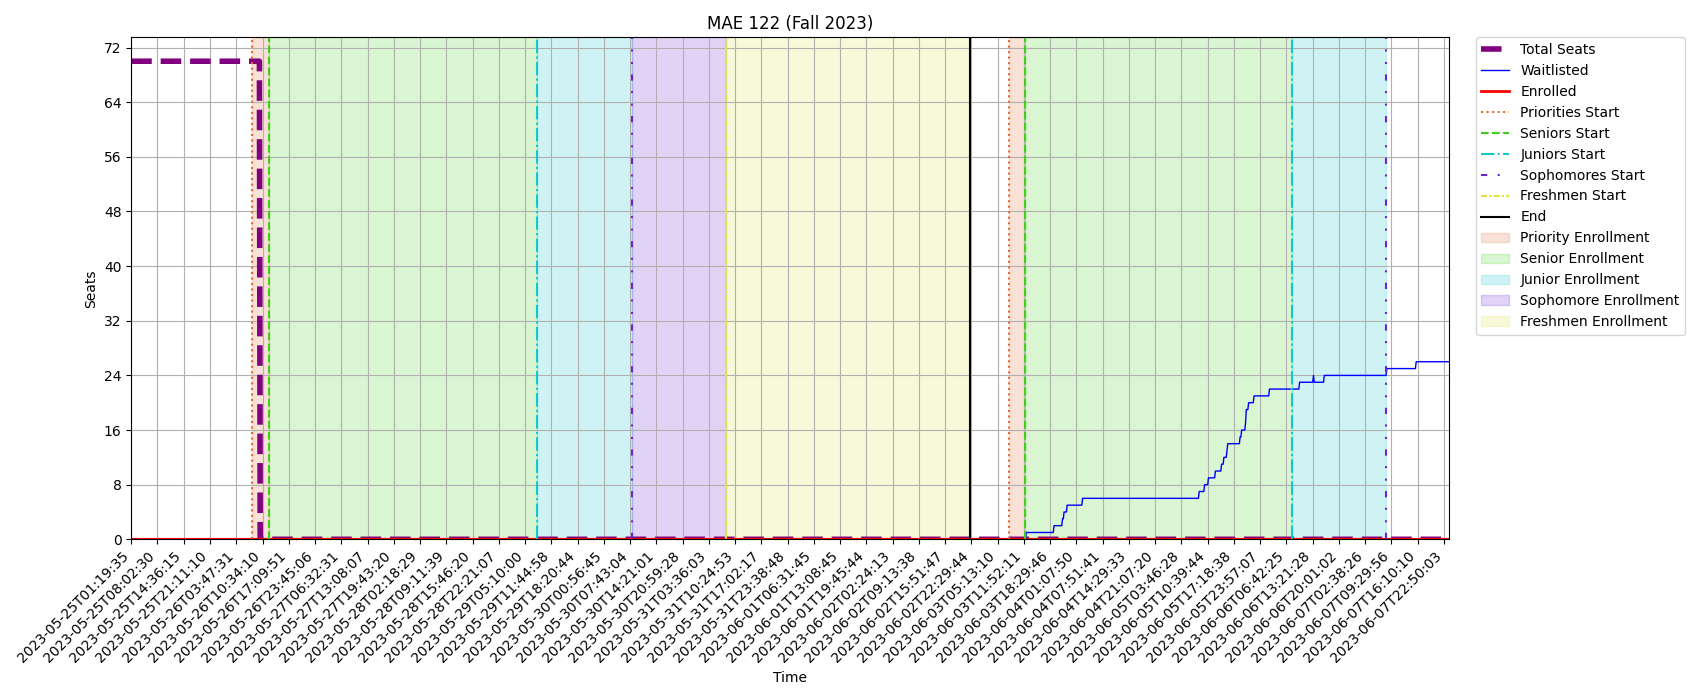 MAE 122 (Fall 2023)
72
64
56
48
40
32
24
16
8
0
Seats
2023-05-25T01:19:35
2023-05-25T08:02:30
2023-05-25T14:36:15
2023-05-25T21:11:10
2023-05-26T03:47:31
2023-05-26T10:34:10
2023-05-26T17:09:51
2023-05-26T23:45:06
2023-05-27T06:32:31
2023-05-27T13:08:07
2023-05-27T19:43:20
2023-05-28T02:18:29
2023-05-28T09:11:39
2023-05-28T15:46:20
2023-05-28T22:21:07
2023-05-29T05:10:00
2023-05-29T11:44:58
2023-05-29T18:20:44
2023-05-30T00:56:45
2023-05-30T07:43:04
2023-05-30T14:21:01
2023-05-30T20:59:28
2023-05-31T03:36:03
2023-05-31T10:24:53
2023-05-31T17:02:17
2023-05-31T23:38:48
2023-06-01T06:31:45
2023-06-01T13:08:45
2023-06-01T19:45:44
2023-06-02T02:24:13
2023-06-02T09:13:38
2023-06-02T15:51:47
2023-06-02T22:29:44
2023-06-03T05:13:10
2023-06-03T11:52:11
2023-06-03T18:29:46
2023-06-04T01:07:50
2023-06-04T07:51:41
2023-06-04T14:29:33
2023-06-04T21:07:20
2023-06-05T03:46:28
2023-06-05T10:39:44
2023-06-05T17:18:38
2023-06-05T23:57:07
2023-06-06T06:42:25
2023-06-06T13:21:28
2023-06-06T20:01:02
2023-06-07T02:38:26
2023-06-07T09:29:56
2023-06-07T16:10:10
2023-06-07T22:50:03
Time
Total Seats
Waitlisted
Enrolled
Priorities Start
Seniors Start
Juniors Start
Sophomores Start
Freshmen Start
End
Priority Enrollment
Senior Enrollment
Junior Enrollment
Sophomore Enrollment
Freshmen Enrollment